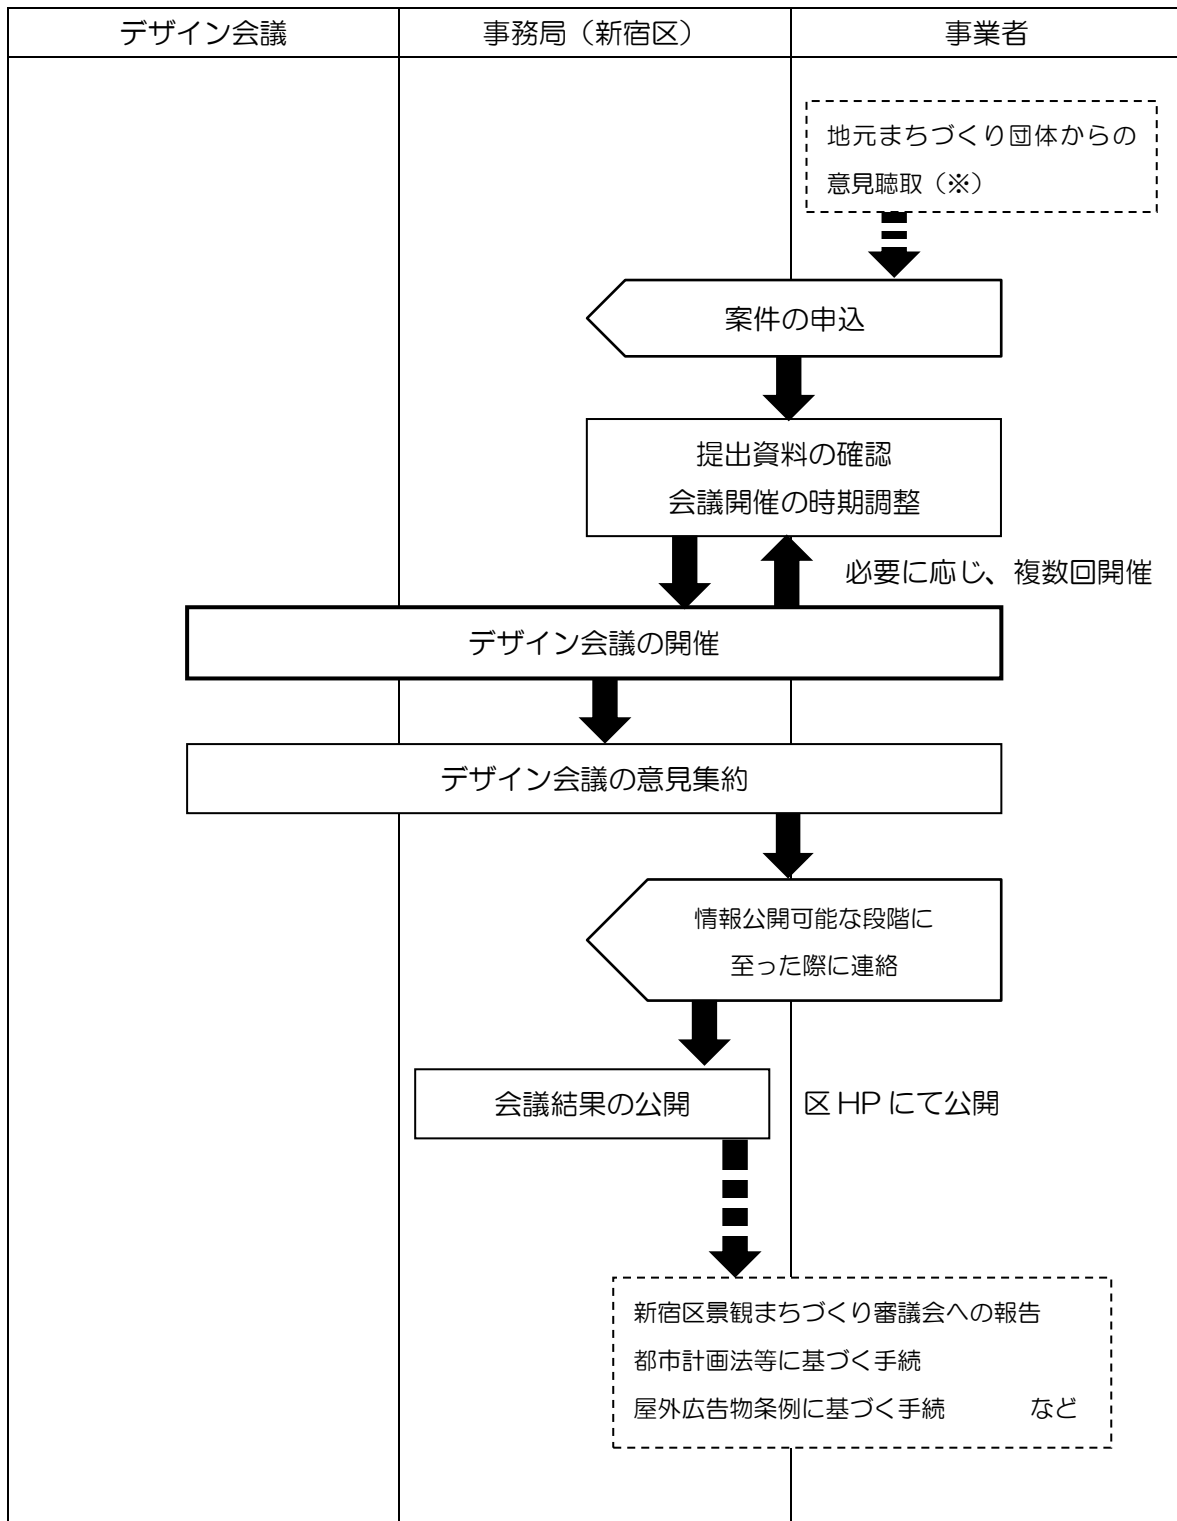 デザイン会議
事務局（新宿区）
事業者
地元まちづくり団体からの
意見聴取（※）
案件の申込
提出資料の確認
会議開催の時期調整
必要に応じ、複数回開催
デザイン会議の開催
デザイン会議の意見集約
情報公開可能な段階に
至った際に連絡
会議結果の公開
区 HP にて公開
新宿区景観まちづくり審議会への報告
都市計画法等に基づく手続
屋外広告物条例に基づく手続　　　など